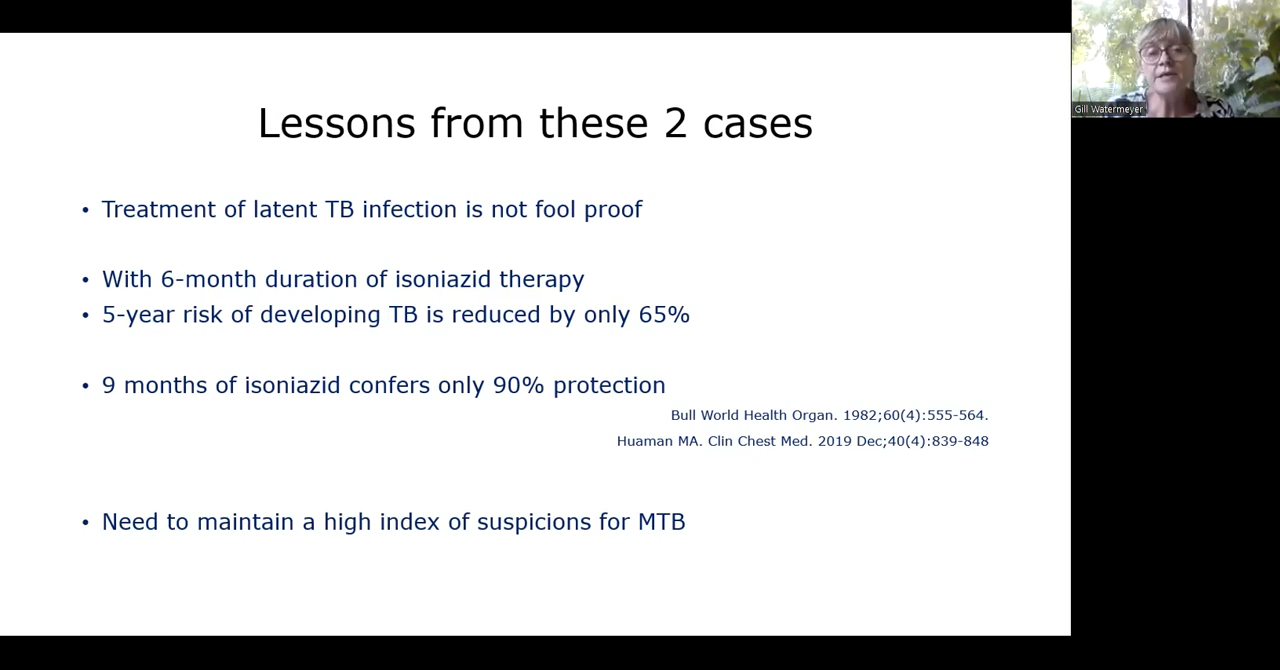 Lessons from these 2 cases
• Treatment of latent TB infection is not fool proof
• With 6-month duration of isoniazid therapy
• 5-year risk of developing TB is reduced by only 65%
• 9 months of isoniazid confers only 90% protection
Bull World Health Organ. 1982;60(4):555-564.
Huaman MA. Clin Chest Med. 2019 Dec;40(4):839-848
• Need to maintain a high index of suspicions for MTB
Gill Watermeyer